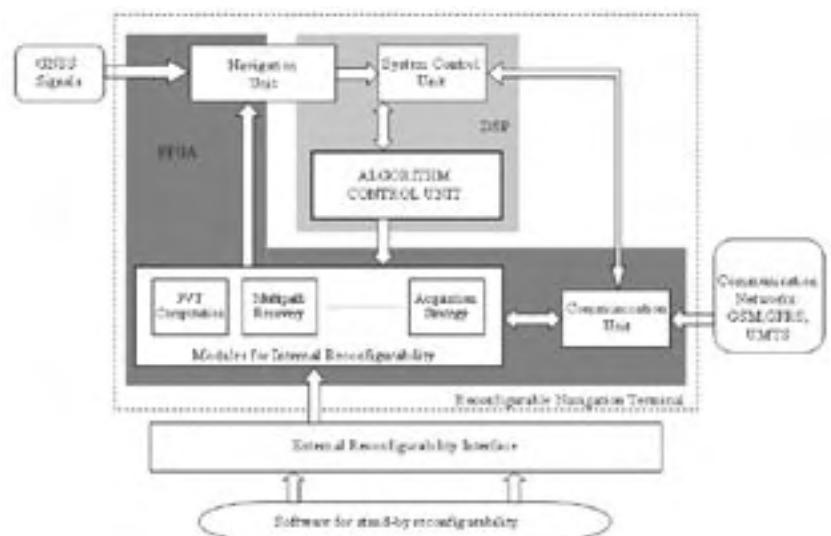 GNSS
Signals
Navigation
Unit
System Control
Unit
DSP
FPGA
ALGORITHM
CONTROL UNIT
PVT
Computation
Multipath
Recovery
Acquisition
Strategy
Modules for Internal Reconfigurability
Communication
Unit
Communication
Networks
GSM,GPRS,
UMTS
Reconfigurable Navigation Terminal
External Reconfigurability Interface
Software for stand-by reconfigurability